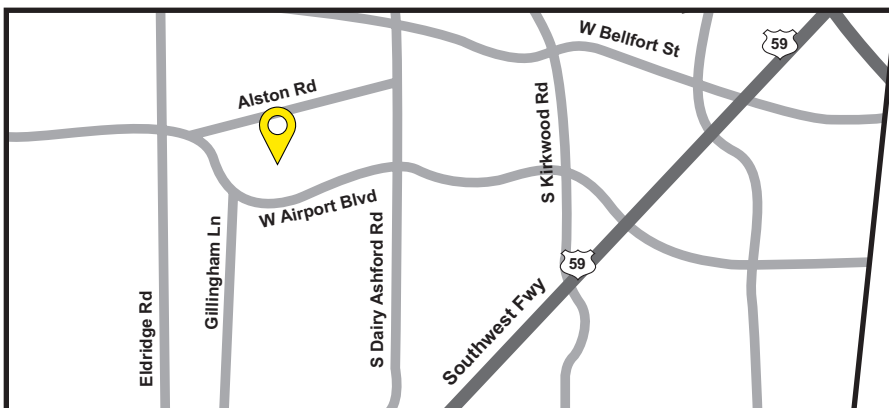 W Bellfort St
59
Alston Rd
S Kirkwood Rd
W Airport Blvd
Gillingham Ln
S Dairy Ashford Rd
59
Eldridge Rd
Southwest Fwy